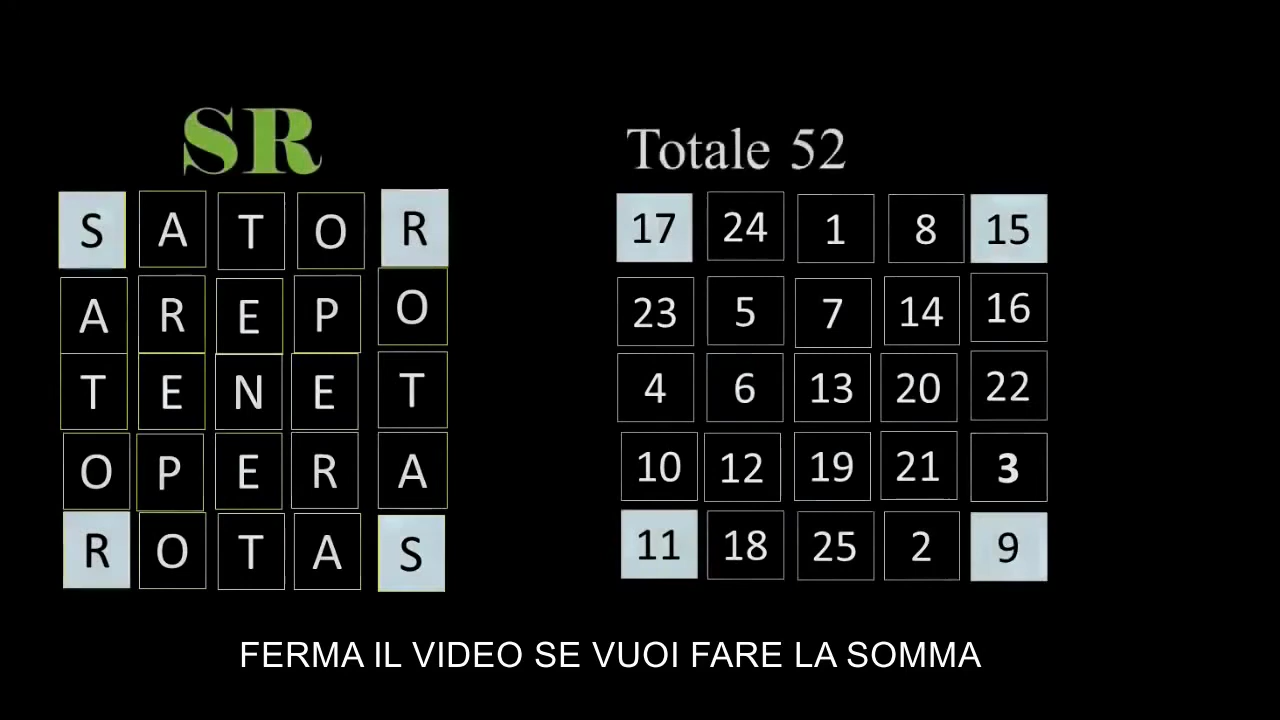 SR
Totale 52
S A T O R
A R E P O
T E N E T
O P E R A
R O T A S
17 24 1 8 15
23 5 7 14 16
4 6 13 20 22
10 12 19 21 3
11 18 25 2 9
FERMA IL VIDEO SE VUOI FARE LA SOMMA